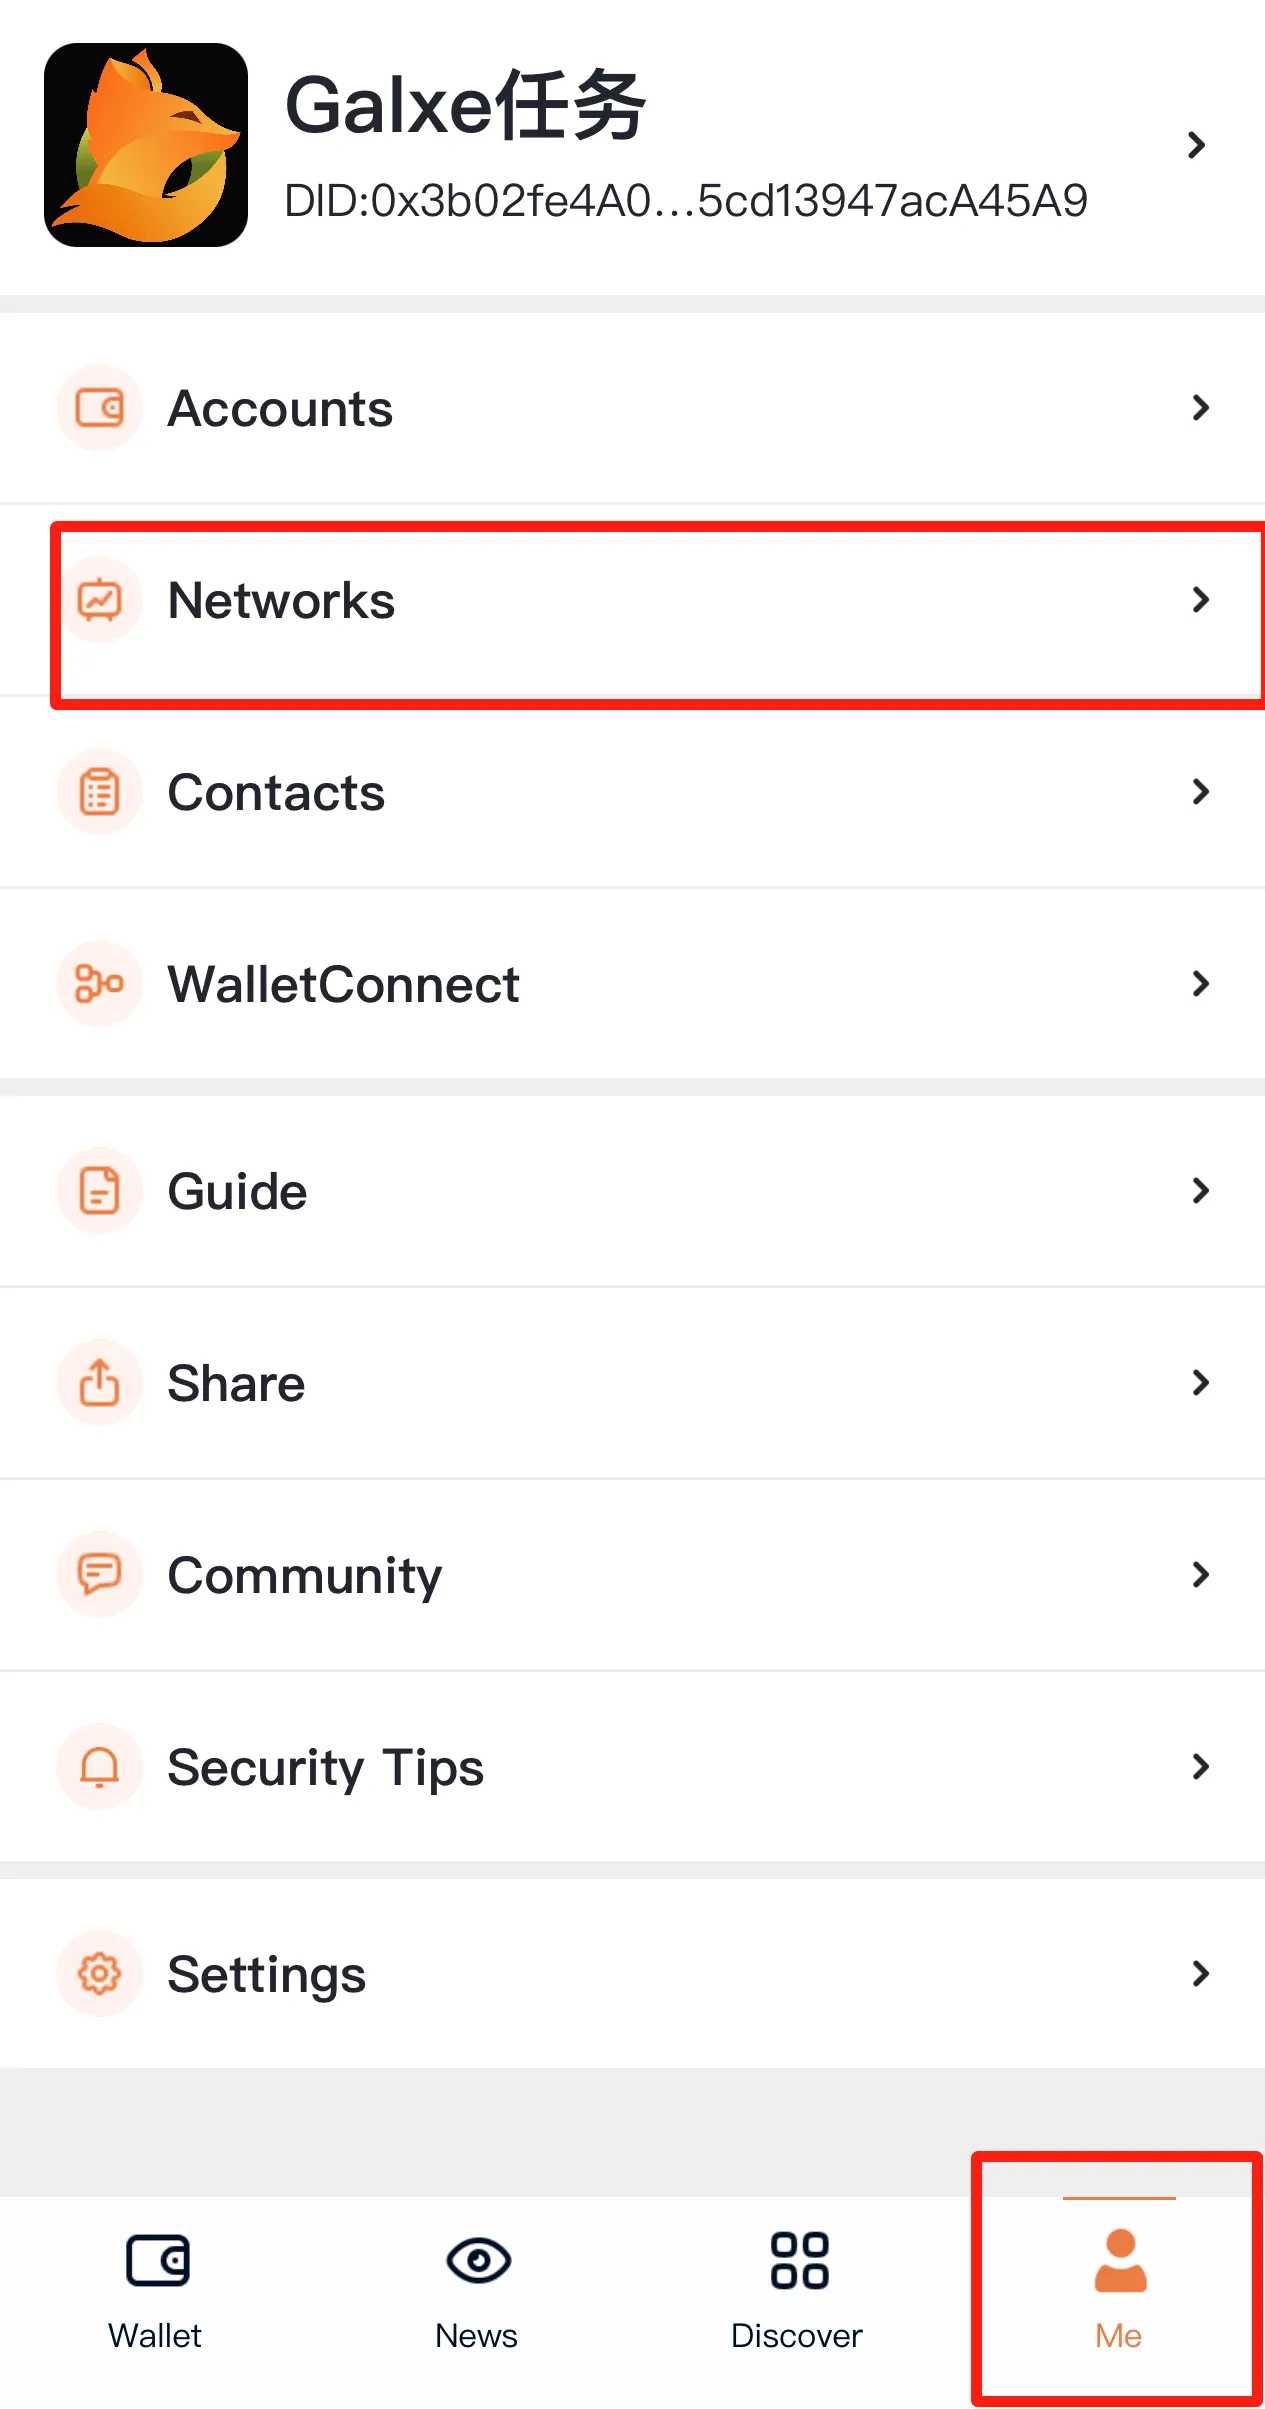 Galxe任务
DID:0x3b02fe4A0...5cd13947acA45A9
Accounts
Networks
Contacts
WalletConnect
Guide
Share
Community
Security Tips
Settings
Wallet
News
Discover
Me